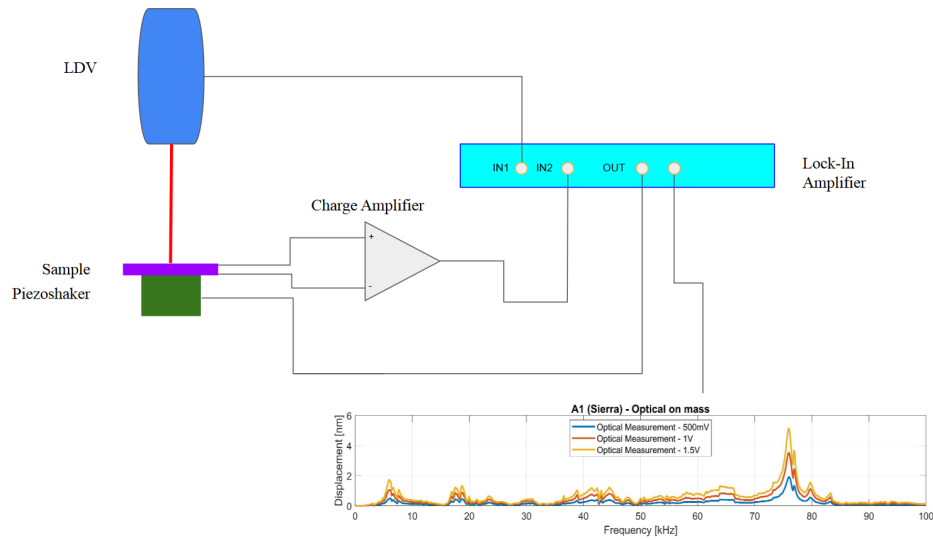 LDV
IN1
IN2
OUT
Lock-In
Amplifier
Charge Amplifier
+
-
Sample
Piezoshaker
A1 (Sierra) - Optical on mass
Optical Measurement - 500mV
Optical Measurement - 1V
Optical Measurement - 1.5V
Displacement [nm]
6
4
2
0
0 10 20 30 40 50 60 70 80 90 100
Frequency [kHz]